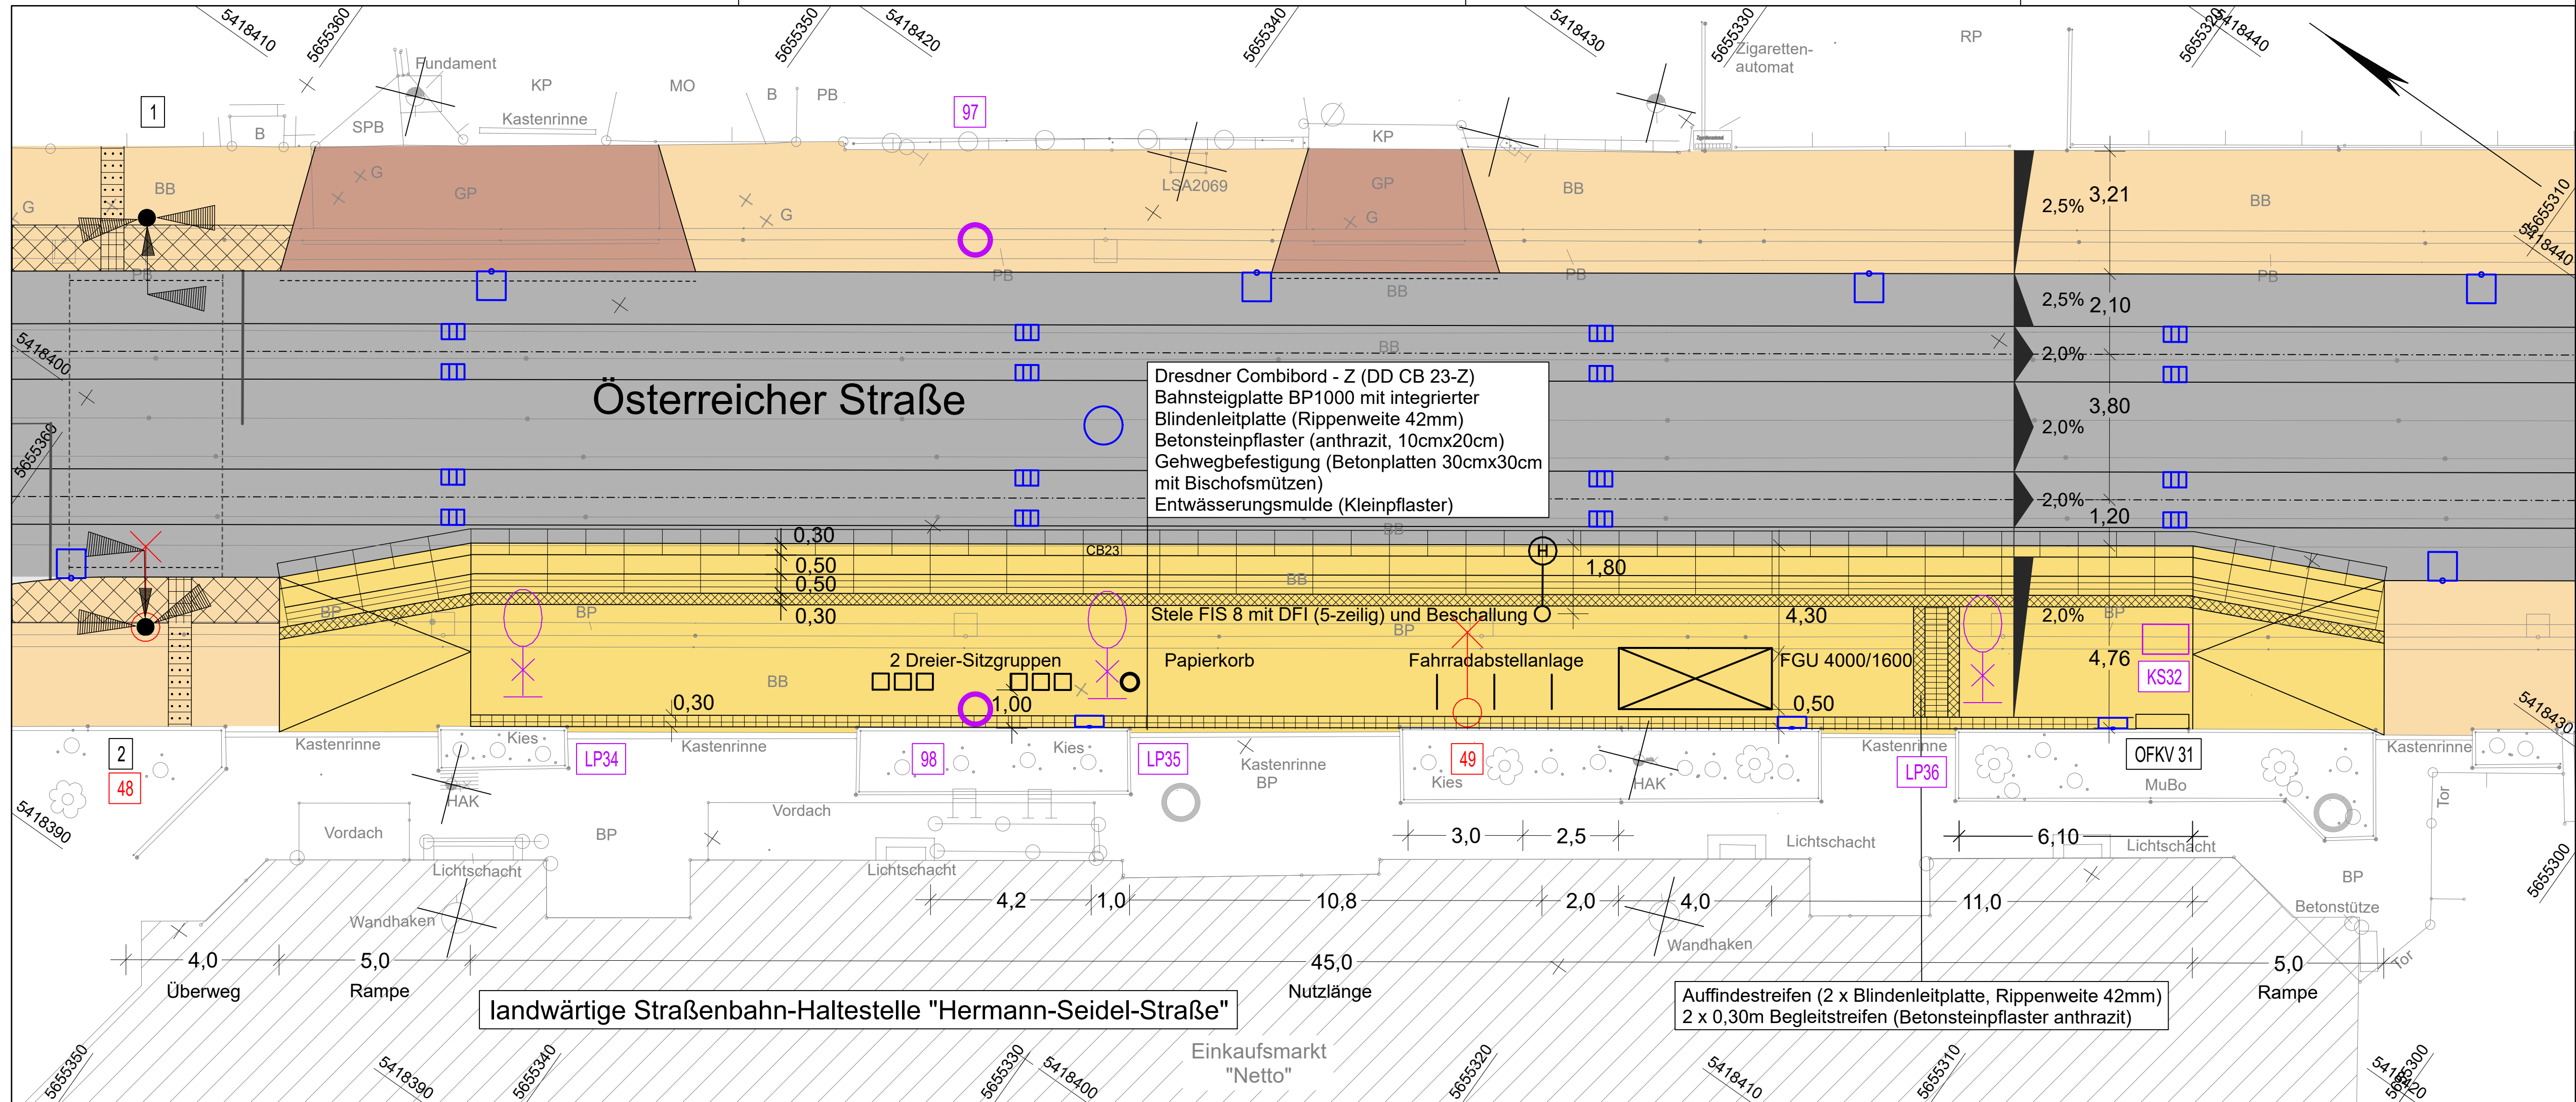 5418410
5655360
5655350
5418420
5655340
5418430
5655330
5655320
5418440
Zigaretten-
automat
RP
Fundament
KP
MO
B
PB
Kastenrinne
1
97
B
SPB
KP
BB
G
GP
G
LSA2069
GP
BB
3,21
2,5%
BB
5655310
5418440
G
G
G
PB
PB
PB
PB
BB
2,5%
2,10
5418400
BB
2,0%
Österreicher Straße
Dresdner Combibord - Z (DD CB 23-Z)
Bahnsteigplatte BP1000 mit integrierter
Blindenleitplatte (Rippenweite 42mm)
Betonsteinpflaster (anthrazit, 10cmx20cm)
Gehwegbefestigung (Betonplatten 30cmx30cm
mit Bischofsmützen)
Entwässerungsmulde (Kleinpflaster)
3,80
2,0%
5655360
2,0%
1,20
BB
0,30
CB23
H
0,50
1,80
0,50
BB
0,30
BP
BP
Stele FIS 8 mit DFI (5-zeilig) und Beschallung
4,30
2,0%
BP
BP
2 Dreier-Sitzgruppen
Papierkorb
Fahrradabstellanlage
FGU 4000/1600
4,76
BB
KS32
0,30
1,00
0,50
5418430
2
Kastenrinne
Kies
Kastenrinne
Kies
Kastenrinne
Kastenrinne
48
LP34
98
LP35
Kastenrinne
BP
49
Kies
HAK
LP36
OFKV 31
MuBo
Tor
HAK
5418390
Vordach
BP
Vordach
3,0
2,5
Lichtschacht
6,10
Lichtschacht
Lichtschacht
Lichtschacht
5655300
BP
Wandhaken
4,2
1,0
10,8
2,0
4,0
11,0
Betonstütze
Wandhaken
Tor
4,0
5,0
45,0
5,0
Überweg
Rampe
Nutzlänge
Rampe
landwärtige Straßenbahn-Haltestelle "Hermann-Seidel-Straße"
Auffindestreifen (2 x Blindenleitplatte, Rippenweite 42mm)
2 x 0,30m Begleitstreifen (Betonsteinpflaster anthrazit)
Einkaufsmarkt
"Netto"
5655350
5418390
5655340
5655330
5418400
5655320
5418410
5655310
5418420
5655300